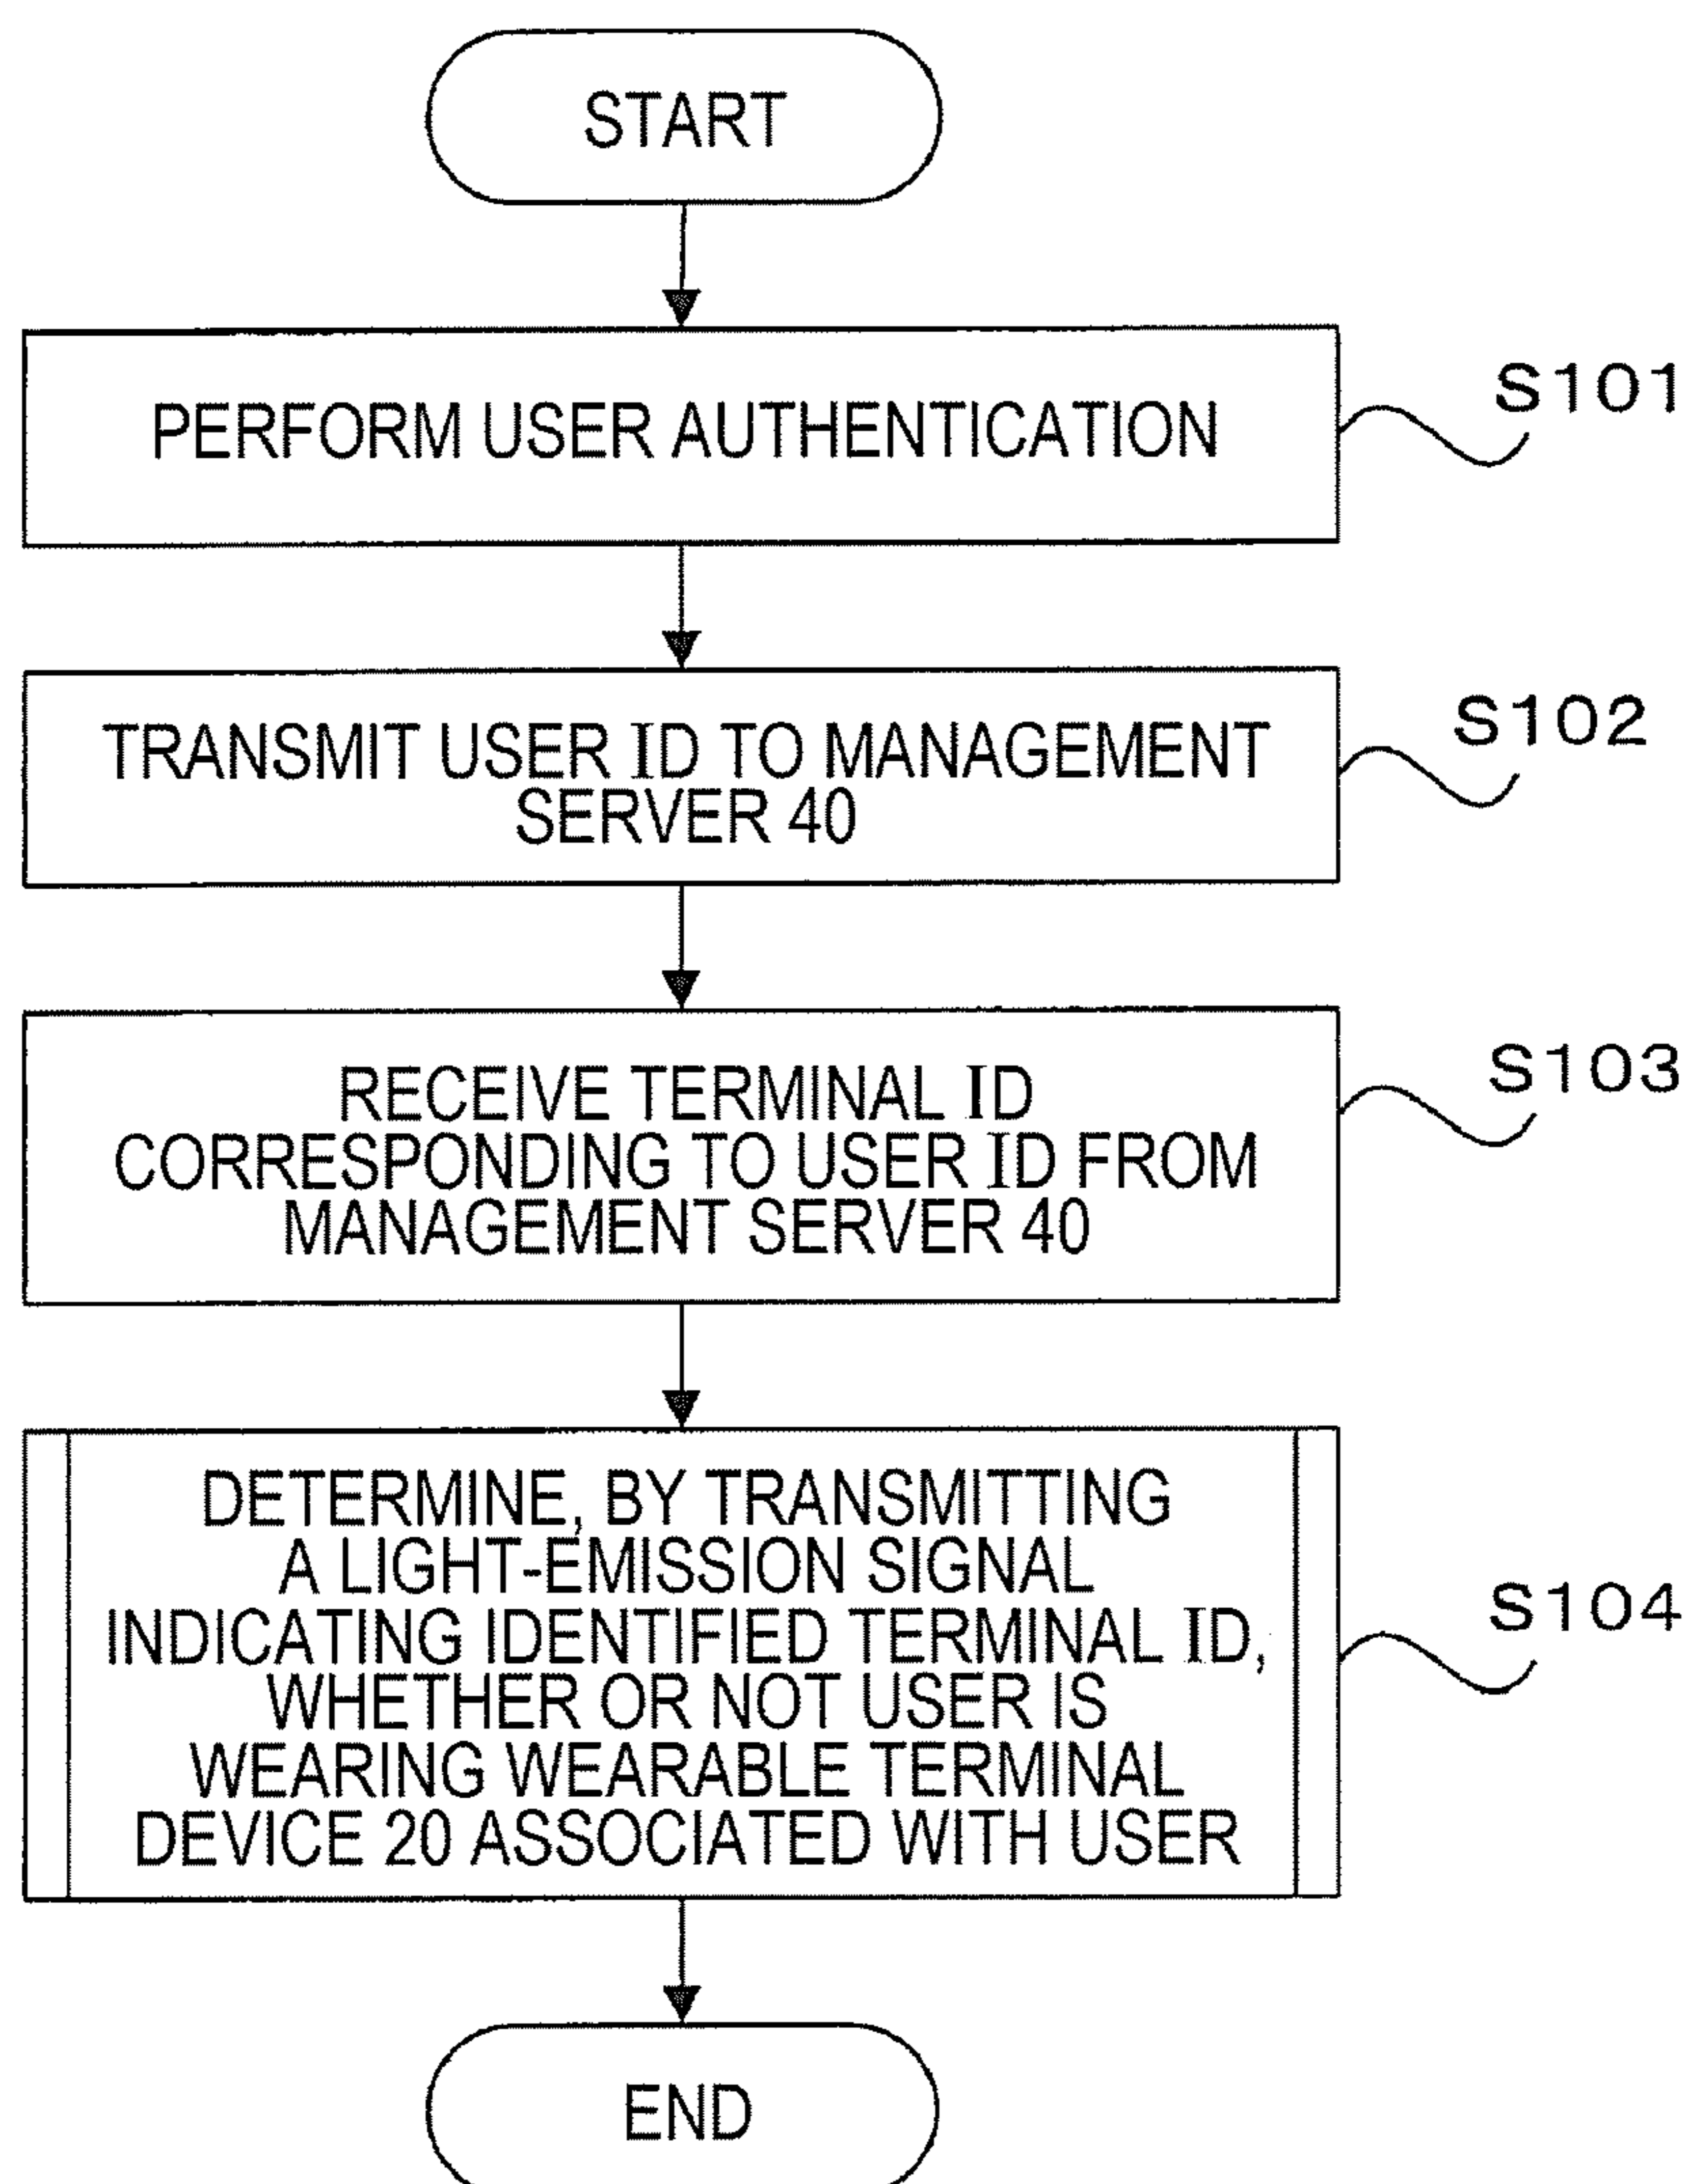 START
PERFORM USER AUTHENTICATION
S101
TRANSMIT USER ID TO MANAGEMENT
SERVER 40
S102
RECEIVE TERMINAL ID
CORRESPONDING TO USER ID FROM
MANAGEMENT SERVER 40
S103
DETERMINE, BY TRANSMITTING
A LIGHT-EMISSION SIGNAL
INDICATING IDENTIFIED TERMINAL ID,
WHETHER OR NOT USER IS
WEARING WEARABLE TERMINAL
DEVICE 20 ASSOCIATED WITH USER
S104
END